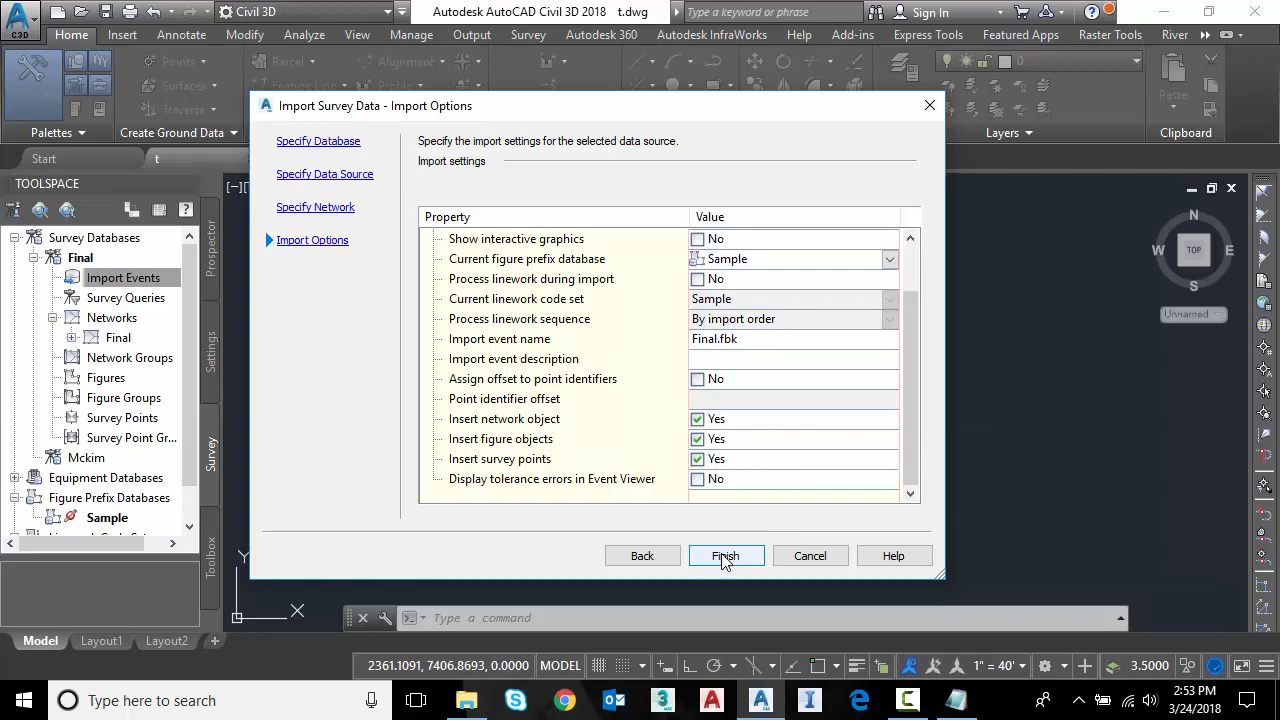 Civil 3D
Autodesk AutoCAD Civil 3D 2018 t.dwg
Type a keyword or phrase
Sign In
C3D
Home Insert Annotate Modify Analyze View Manage Output Survey Autodesk 360 Autodesk InfraWorks Help Add-ins Express Tools Featured Apps Raster Tools River
Points
Surfaces
Traverse
Parcel
Alignment
Profile
0
Paste
Palettes
Create Ground Data
Layers
Clipboard
Start
t
Import Survey Data - Import Options
Specify Database
Specify Data Source
Specify Network
Import Options
Specify the import settings for the selected data source.
Import settings
Property Value
Show interactive graphics No
Current figure prefix database Sample
Process linework during import No
Current linework code set Sample
Process linework sequence By import order
Import event name Final.fbk
Import event description
Assign offset to point identifiers No
Point identifier offset
Insert network object Yes
Insert figure objects Yes
Insert survey points Yes
Display tolerance errors in Event Viewer No
Back Finish Cancel Help
TOOLSPACE
Survey Databases
Final
Import Events
Survey Queries
Networks
Final
Network Groups
Figures
Figure Groups
Survey Points
Survey Point Gr...
Mckim
Equipment Databases
Figure Prefix Databases
Sample
Prospector
Settings
Survey
Toolbox
[−]
N
W TOP E
S
Unnamed
Y
X
Type a command
Model Layout1 Layout2 +
2361.1091, 7406.8693, 0.0000 MODEL 1" = 40' 3.5000
Type here to search
2:53 PM
3/24/2018